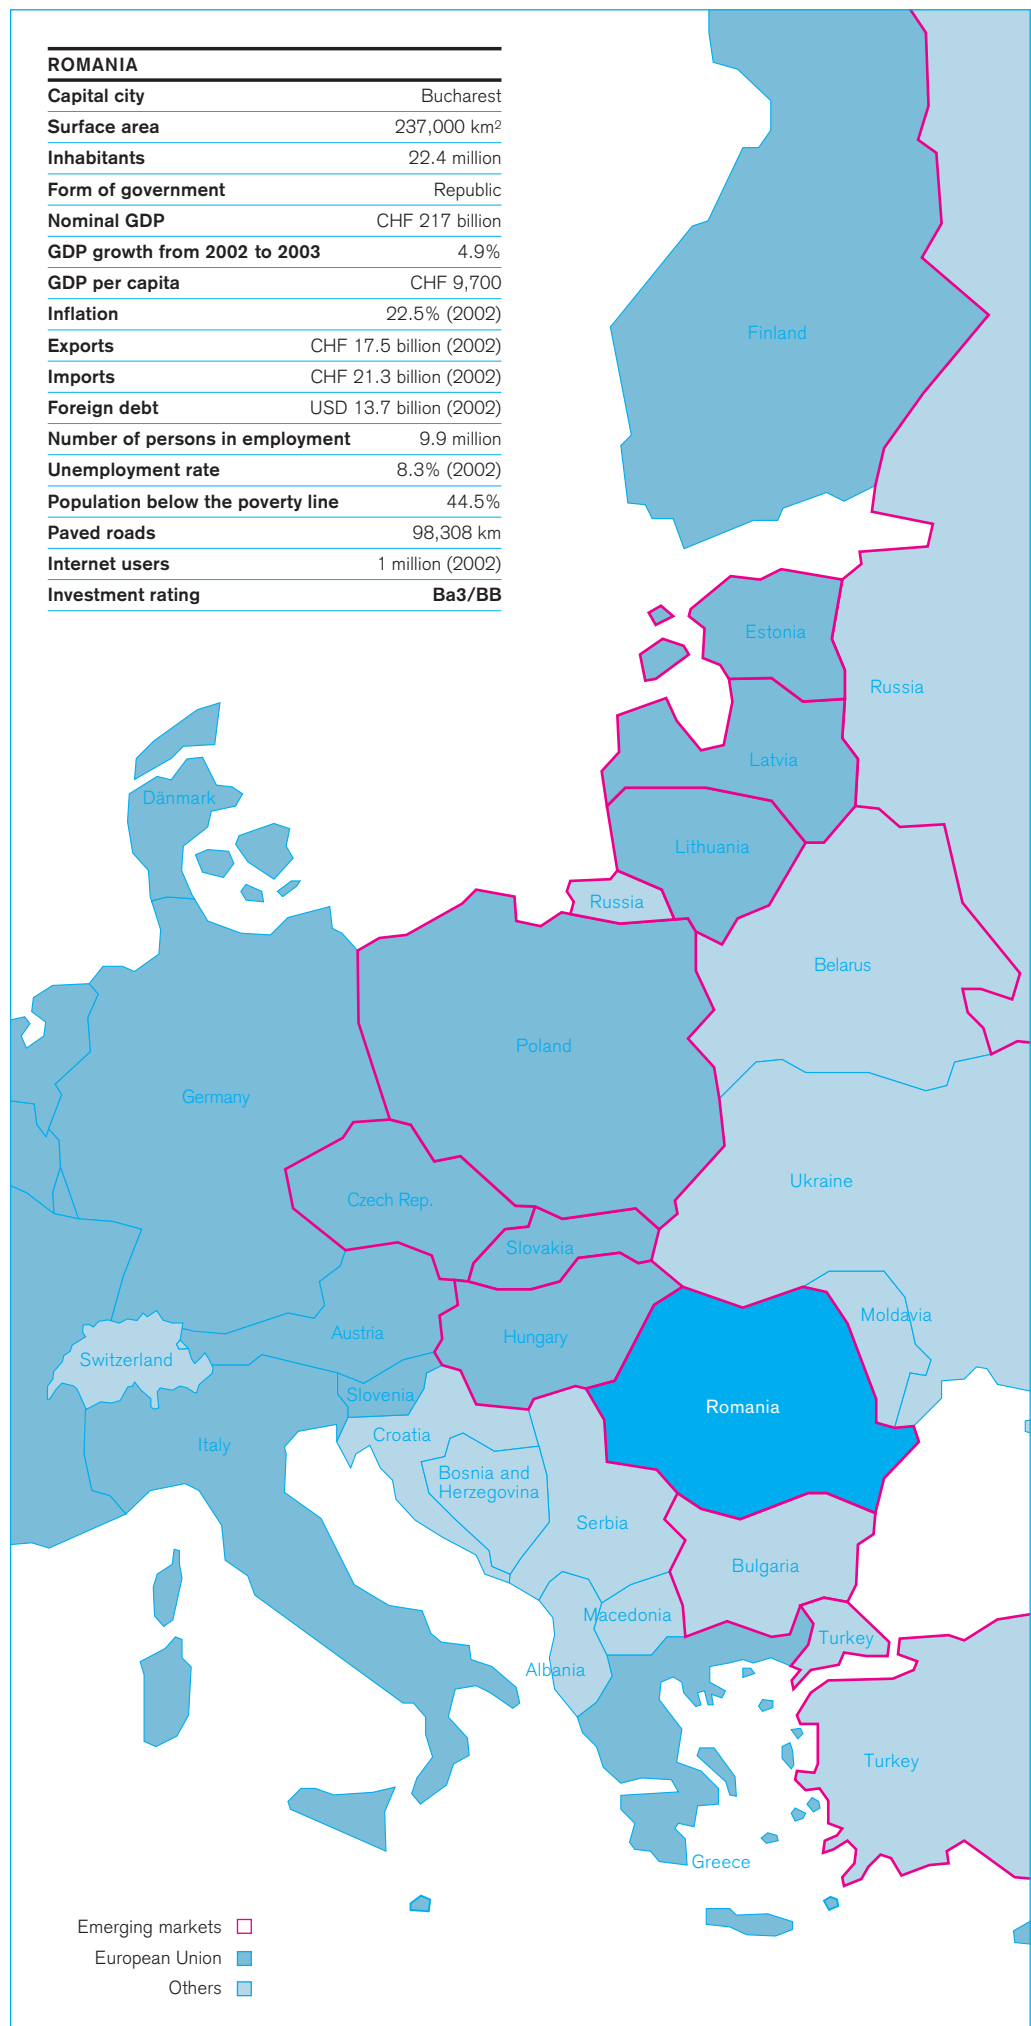 ROMANIA
Capital city Bucharest
Surface area 237,000 km²
Inhabitants 22.4 million
Form of government Republic
Nominal GDP CHF 217 billion
GDP growth from 2002 to 2003 4.9%
GDP per capita CHF 9,700
Inflation 22.5% (2002)
Exports CHF 17.5 billion (2002)
Imports CHF 21.3 billion (2002)
Foreign debt USD 13.7 billion (2002)
Number of persons in employment 9.9 million
Unemployment rate 8.3% (2002)
Population below the poverty line 44.5%
Paved roads 98,308 km
Internet users 1 million (2002)
Investment rating Ba3/BB
Finland
Estonia
Russia
Latvia
Dänmark
Lithuania
Russia
Belarus
Poland
Germany
Ukraine
Czech Rep.
Slovakia
Moldavia
Austria
Hungary
Switzerland
Slovenia
Romania
Croatia
Italy
Bosnia and
Herzegovina
Serbia
Bulgaria
Macedonia
Turkey
Albania
Turkey
Greece
Emerging markets
European Union
Others